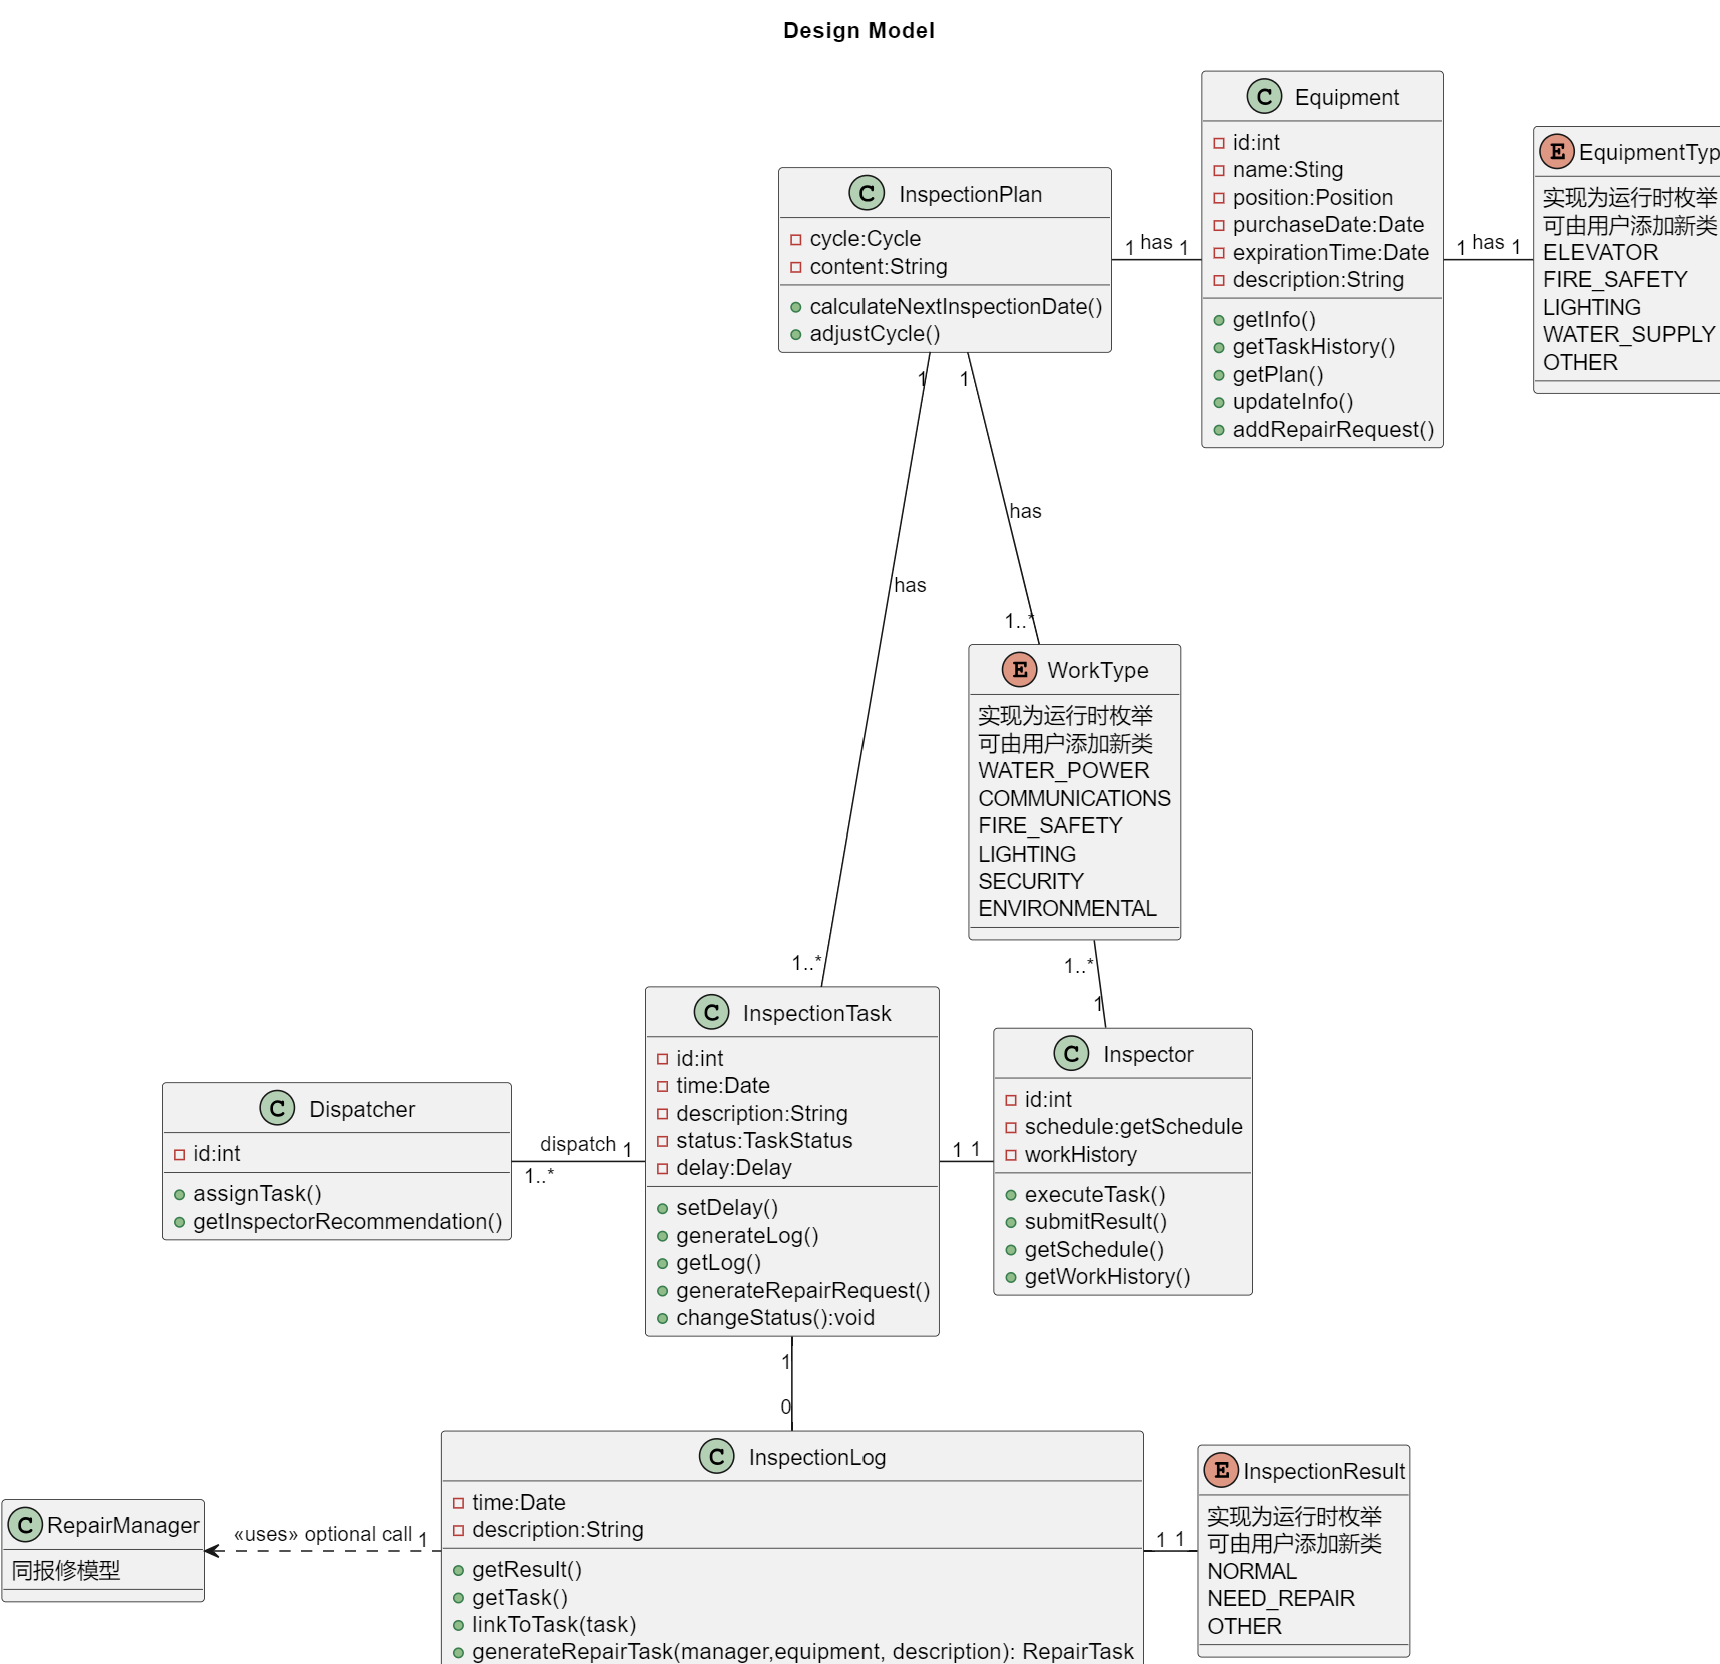 Design Model
C Equipment
id:int
name:Sting
position:Position
purchaseDate:Date
expirationTime:Date
description:String
getInfo()
getTaskHistory()
getPlan()
updateInfo()
addRepairRequest()
E EquipmentTyp
实现为运行时枚举
可由用户添加新类
ELEVATOR
FIRE_SAFETY
LIGHTING
WATER_SUPPLY
OTHER
C InspectionPlan
cycle:Cycle
content:String
calculateNextInspectionDate()
adjustCycle()
1 has 1
1 has 1
1
1
has
has
1..*
E WorkType
实现为运行时枚举
可由用户添加新类
WATER_POWER
COMMUNICATIONS
FIRE_SAFETY
LIGHTING
SECURITY
ENVIRONMENTAL
1..*
1..*
1
C InspectionTask
id:int
time:Date
description:String
status:TaskStatus
delay:Delay
setDelay()
generateLog()
getLog()
generateRepairRequest()
changeStatus():void
C Inspector
id:int
schedule:getSchedule
workHistory
executeTask()
submitResult()
getSchedule()
getWorkHistory()
C Dispatcher
id:int
assignTask()
getInspectorRecommendation()
dispatch 1
1..*
1 1
1
0
C InspectionLog
time:Date
description:String
getResult()
getTask()
linkToTask(task)
generateRepairTask(manager,equipment, description): RepairTask
E InspectionResult
实现为运行时枚举
可由用户添加新类
NORMAL
NEED_REPAIR
OTHER
1 1
C RepairManager
同报修模型
«uses» optional call 1